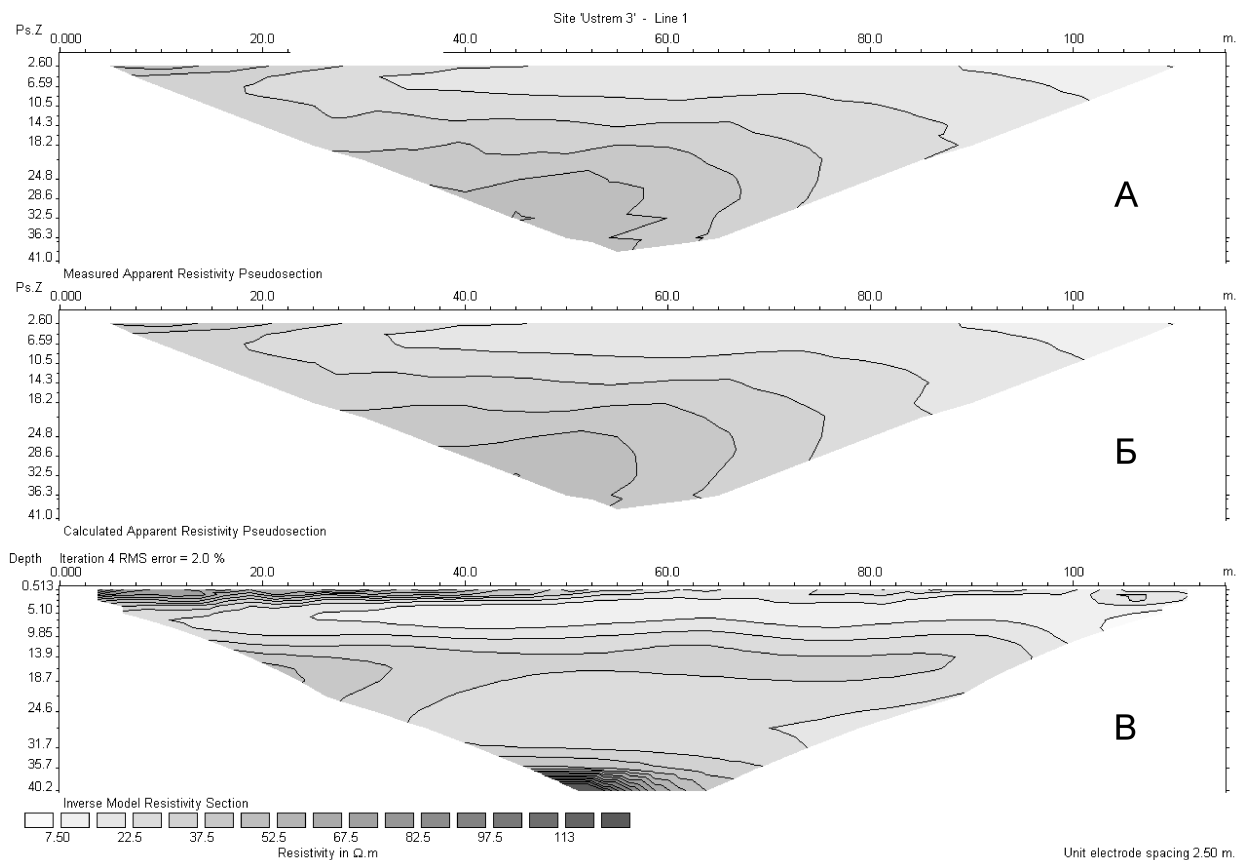 Site 'Ustrem 3' - Line 1
Ps.Z 0.000 20.0 40.0 60.0 80.0 100 m.
2.60
6.59
10.5
14.3
18.2
24.8
28.6
32.5
36.3
41.0
А
Measured Apparent Resistivity Pseudosection
Ps.Z 0.000 20.0 40.0 60.0 80.0 100 m.
2.60
6.59
10.5
14.3
18.2
24.8
28.6
32.5
36.3
41.0
Б
Calculated Apparent Resistivity Pseudosection
Depth Iteration 4 RMS error = 2.0 %
0.000 20.0 40.0 60.0 80.0 100 m.
0.513
5.10
9.85
13.9
18.7
24.6
31.7
35.7
40.2
В
Inverse Model Resistivity Section
7.50 22.5 37.5 52.5 67.5 82.5 97.5 113
Resistivity in Ω.m
Unit electrode spacing 2.50 m.